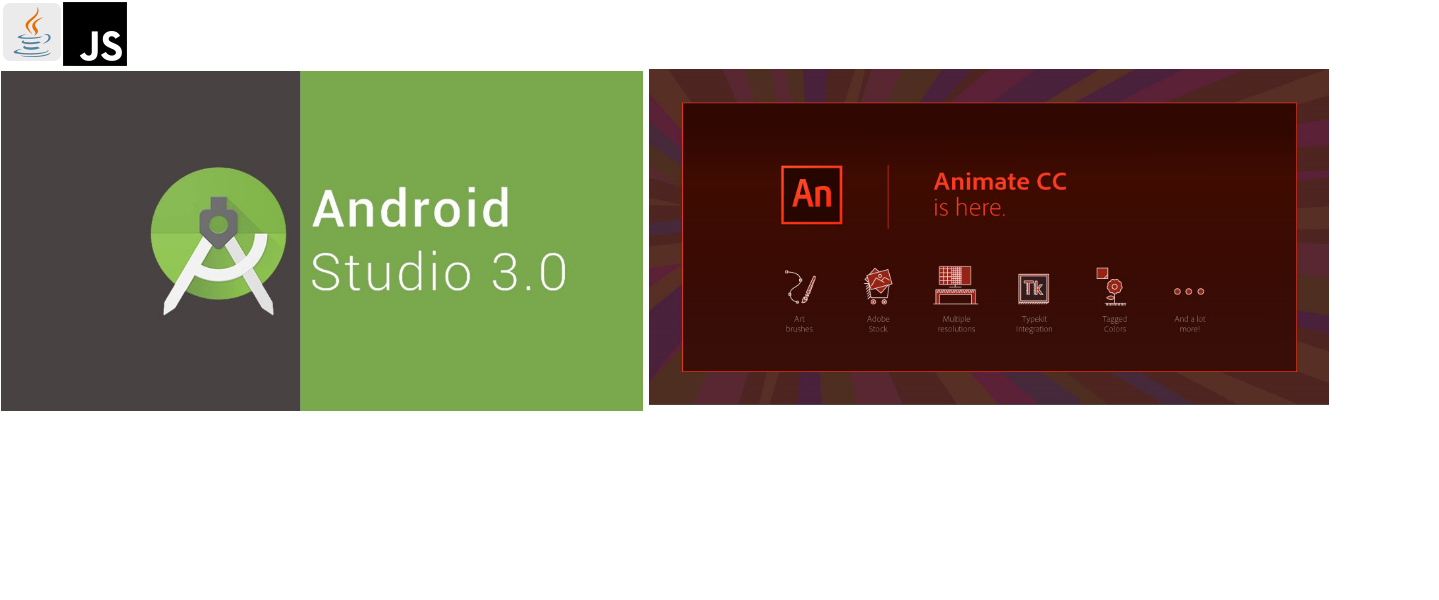 JS
Android
Studio 3.0
An
Animate CC
is here.
Tk
Art
brushes
Adobe
Stock
Multiple
resolutions
Typekit
Integration
Tagged
Colors
And a lot
more!